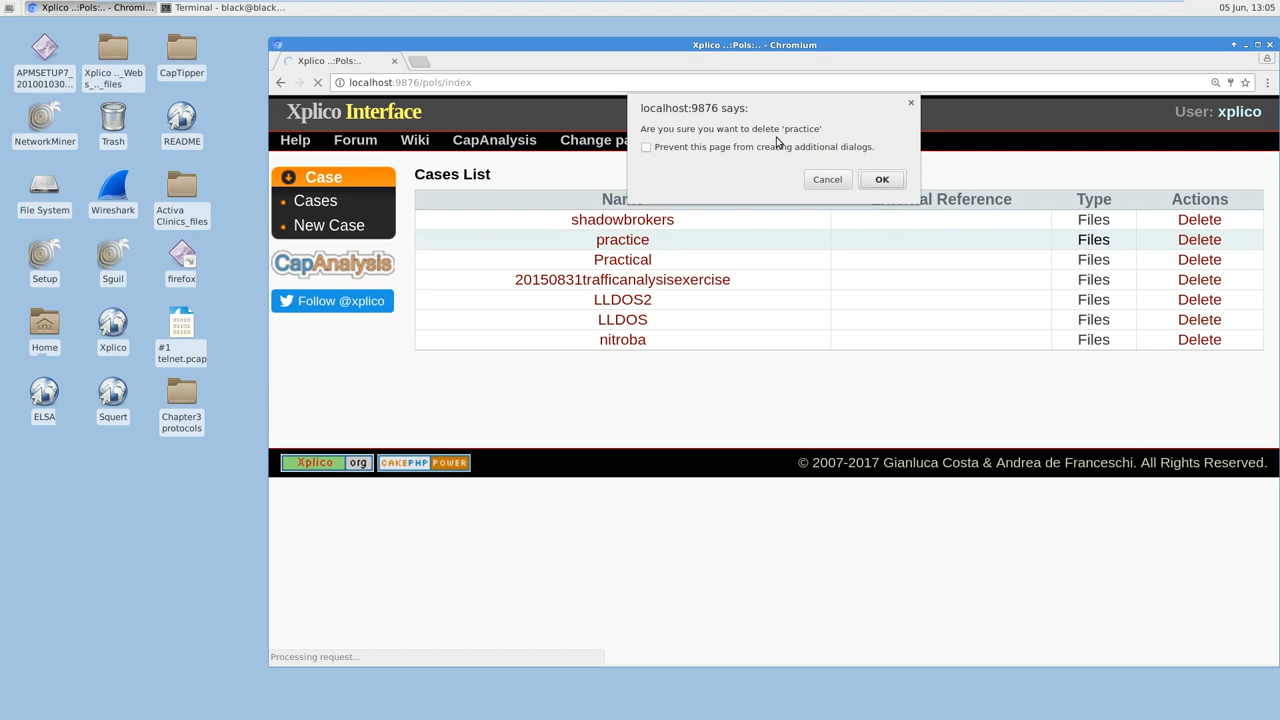 Xplico ..:Pols:.. - Chromi...
Terminal - black@black...
05 Jun, 13:05
APMSETUP7_
201001030...
Xplico .._Web
s_.._files
CapTipper
NetworkMiner
Trash
README
File System
Wireshark
Activa
Clinics_files
Setup
Sguil
firefox
Home
Xplico
#1
telnet.pcap
ELSA
Squert
Chapter3
protocols
Xplico ..:Pols:.. - Chromium
Xplico ..:Pols:..
localhost:9876/pols/index
Xplico Interface
User: xplico
Help Forum Wiki CapAnalysis Change pa
localhost:9876 says:
Are you sure you want to delete 'practice'
Prevent this page from creating additional dialogs.
Cancel OK
Case
Cases
New Case
CapAnalysis
Follow @xplico
Cases List
Reference Type Actions
shadowbrokers Files Delete
practice Files Delete
Practical Files Delete
20150831trafficanalysisexercise Files Delete
LLDOS2 Files Delete
LLDOS Files Delete
nitroba Files Delete
Xplico org CAKEPHP POWER
© 2007-2017 Gianluca Costa & Andrea de Franceschi. All Rights Reserved.
Processing request...